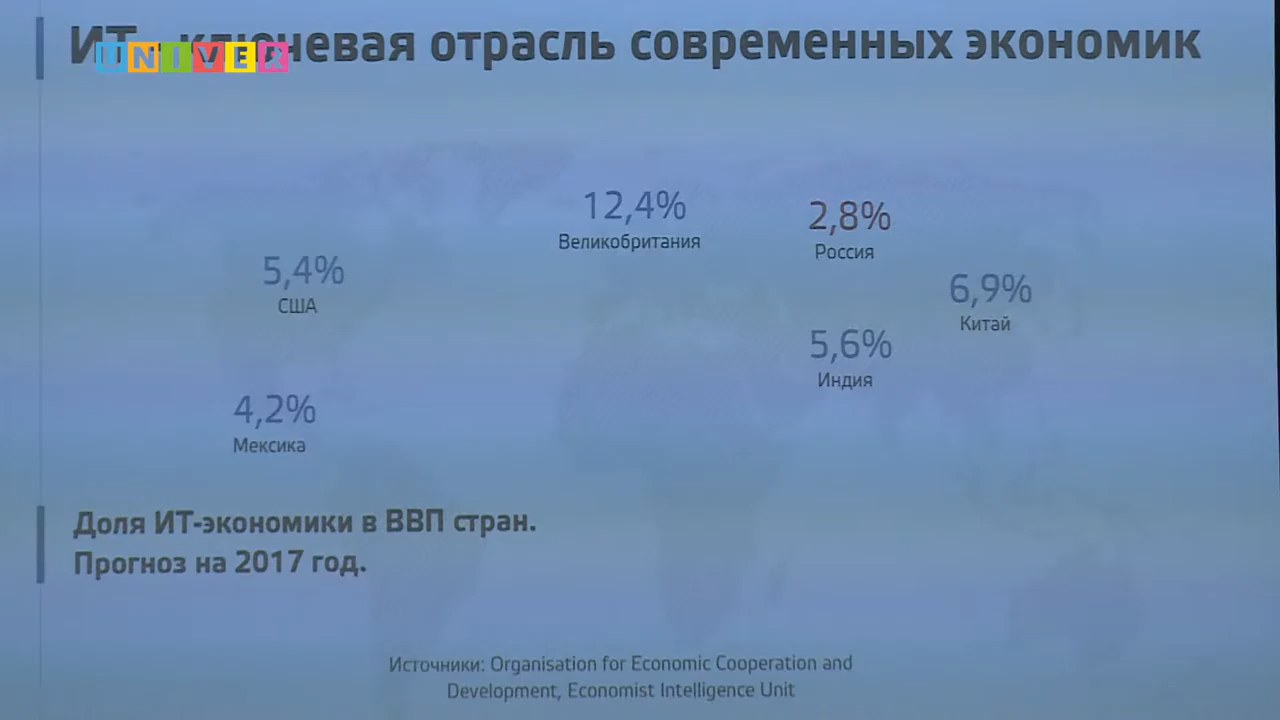 ИТ - ключевая отрасль современных экономик
UNIVER
12,4%
Великобритания
2,8%
Россия
5,4%
США
6,9%
Китай
5,6%
Индия
4,2%
Мексика
Доля ИТ-экономики в ВВП стран.
Прогноз на 2017 год.
Источники: Organisation for Economic Cooperation and
Development, Economist Intelligence Unit